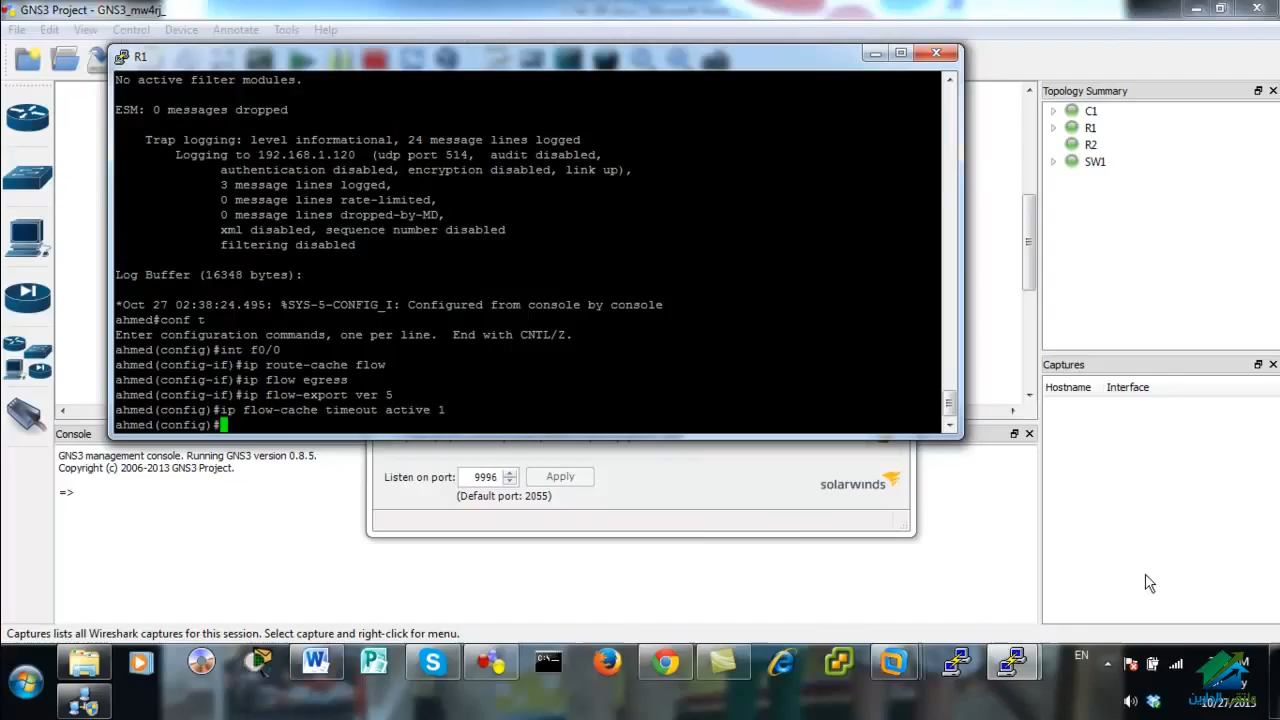 GNS3 Project - GNS3_mw4rj_
File Edit View Control Device Annotate Tools Help
R1
No active filter modules.
ESM: 0 messages dropped
Trap logging: level informational, 24 message lines logged
Logging to 192.168.1.120 (udp port 514, audit disabled,
authentication disabled, encryption disabled, link up),
3 message lines logged,
0 message lines rate-limited,
0 message lines dropped-by-MD,
xml disabled, sequence number disabled
filtering disabled
Log Buffer (16348 bytes):
*Oct 27 02:38:24.495: %SYS-5-CONFIG_I: Configured from console by console
ahmed#conf t
Enter configuration commands, one per line. End with CNTL/Z.
ahmed(config)#int f0/0
ahmed(config-if)#ip route-cache flow
ahmed(config-if)#ip flow egress
ahmed(config-if)#ip flow-export ver 5
ahmed(config)#ip flow-cache timeout active 1
ahmed(config)#
Topology Summary
C1
R1
R2
SW1
Captures
Hostname Interface
Console
GNS3 management console. Running GNS3 version 0.8.5.
Copyright (c) 2006-2013 GNS3 Project.
=>
Listen on port: 9996 Apply
(Default port: 2055)
solarwinds
Captures lists all Wireshark captures for this session. Select capture and right-click for menu.
EN
10/27/2015